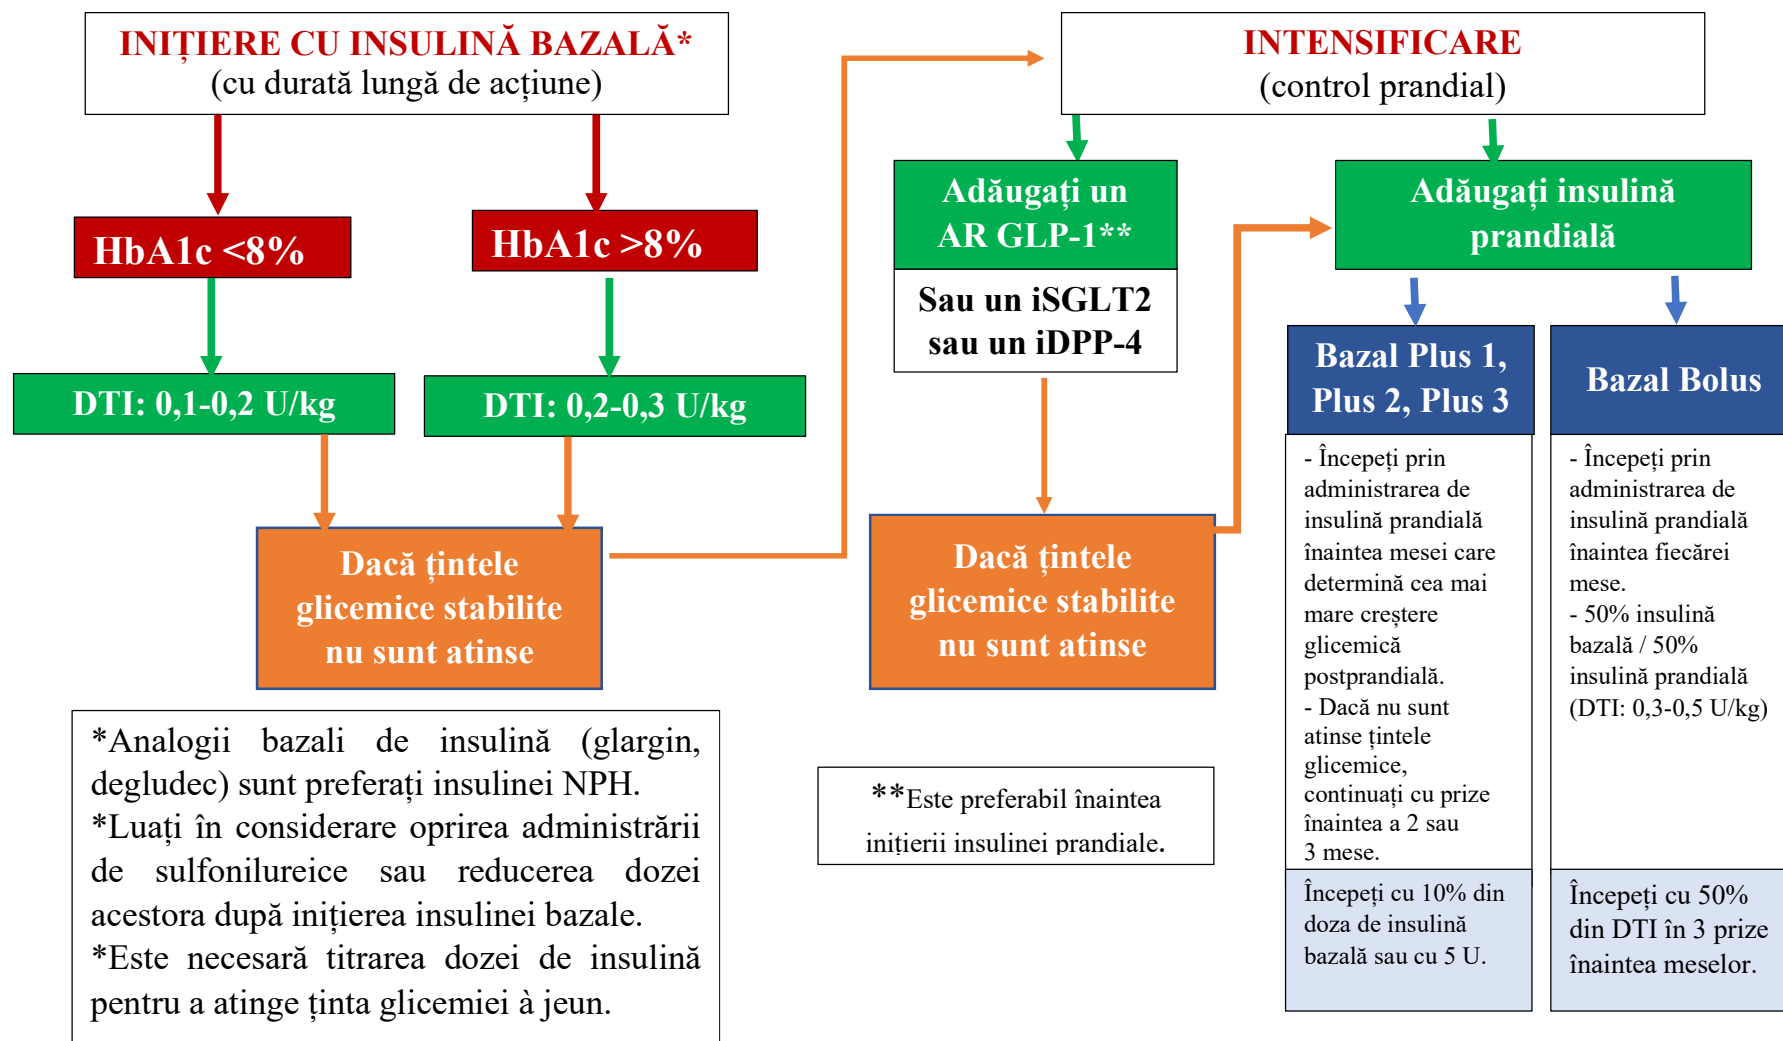 INIȚIERE CU INSULINĂ BAZALĂ*
(cu durată lungă de acțiune)
HbA1c <8%
HbA1c >8%
DTI: 0,1-0,2 U/kg
DTI: 0,2-0,3 U/kg
Dacă țintele
glicemice stabilite
nu sunt atinse
*Analogii bazali de insulină (glargin,
degludec) sunt preferați insulinei NPH.
*Luați în considerare oprirea administrării
de sulfonilureice sau reducerea dozei
acestora după inițierea insulinei bazale.
*Este necesară titrarea dozei de insulină
pentru a atinge ținta glicemiei à jeun.
INTENSIFICARE
(control prandial)
Adăugați un
AR GLP-1**
Sau un iSGLT2
sau un iDPP-4
Dacă țintele
glicemice stabilite
nu sunt atinse
**Este preferabil înaintea
inițierii insulinei prandiale.
Adăugați insulină
prandială
Bazal Plus 1,
Plus 2, Plus 3
- Începeți prin
administrarea de
insulină prandială
înaintea mesei care
determină cea mai
mare creștere
glicemică
postprandială.
- Dacă nu sunt
atinse țintele
glicemice,
continuați cu prize
înaintea a 2 sau
3 mese.
Începeți cu 10% din
doza de insulină
bazală sau cu 5 U.
Bazal Bolus
- Începeți prin
administrarea de
insulină prandială
înaintea fiecărei
mese.
- 50% insulină
bazală / 50%
insulină prandială
(DTI: 0,3-0,5 U/kg)
Începeți cu 50%
din DTI în 3 prize
înaintea meselor.